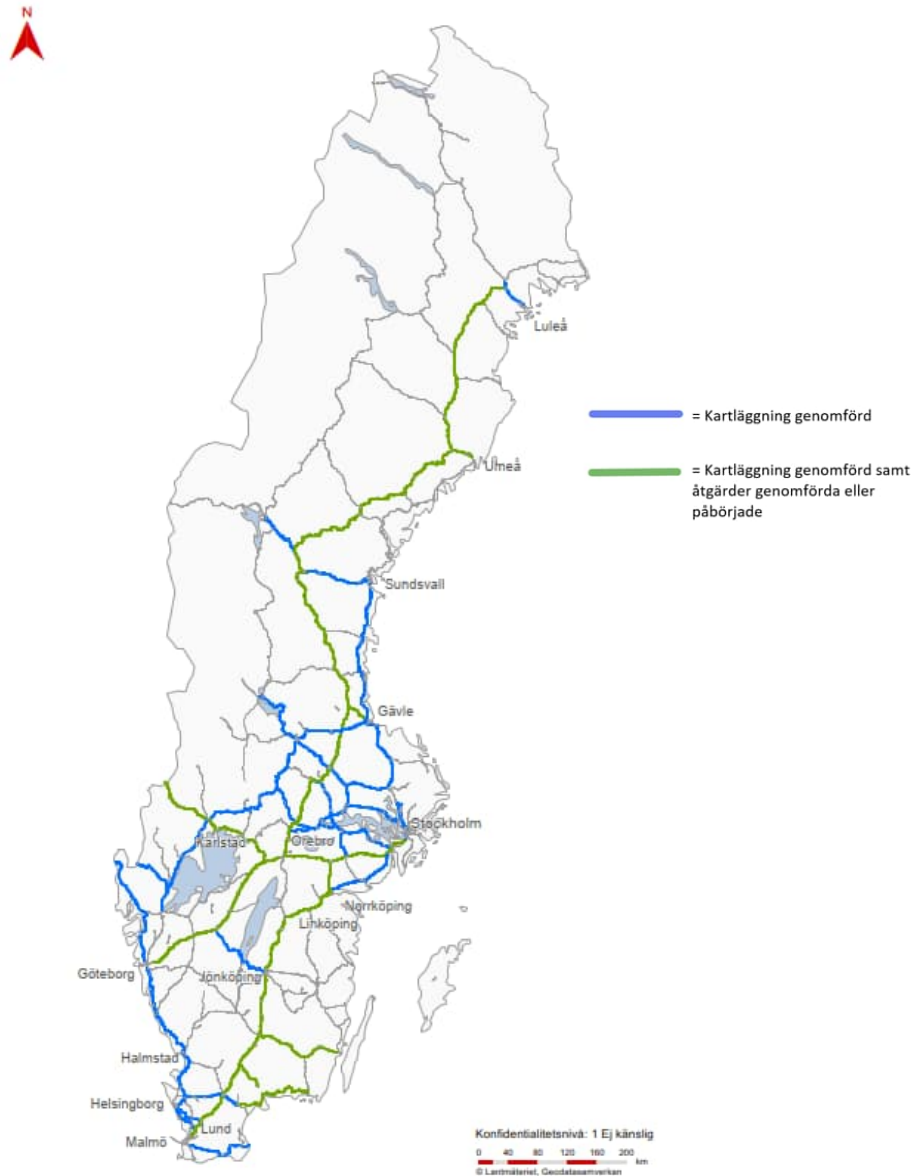 N
Luleå
= Kartläggning genomförd
Umeå
= Kartläggning genomförd samt
åtgärder genomförda eller
påbörjade
Sundsvall
Gävle
Stockholm
Karlstad
Örebro
Norrköping
Linköping
Göteborg
Jönköping
Halmstad
Helsingborg
Lund
Malmö
Konfidentialitetsnivå: 1 Ej känslig
0 40 80 120 160 200
km
© Lantmäteriet, Geodatasamverkan